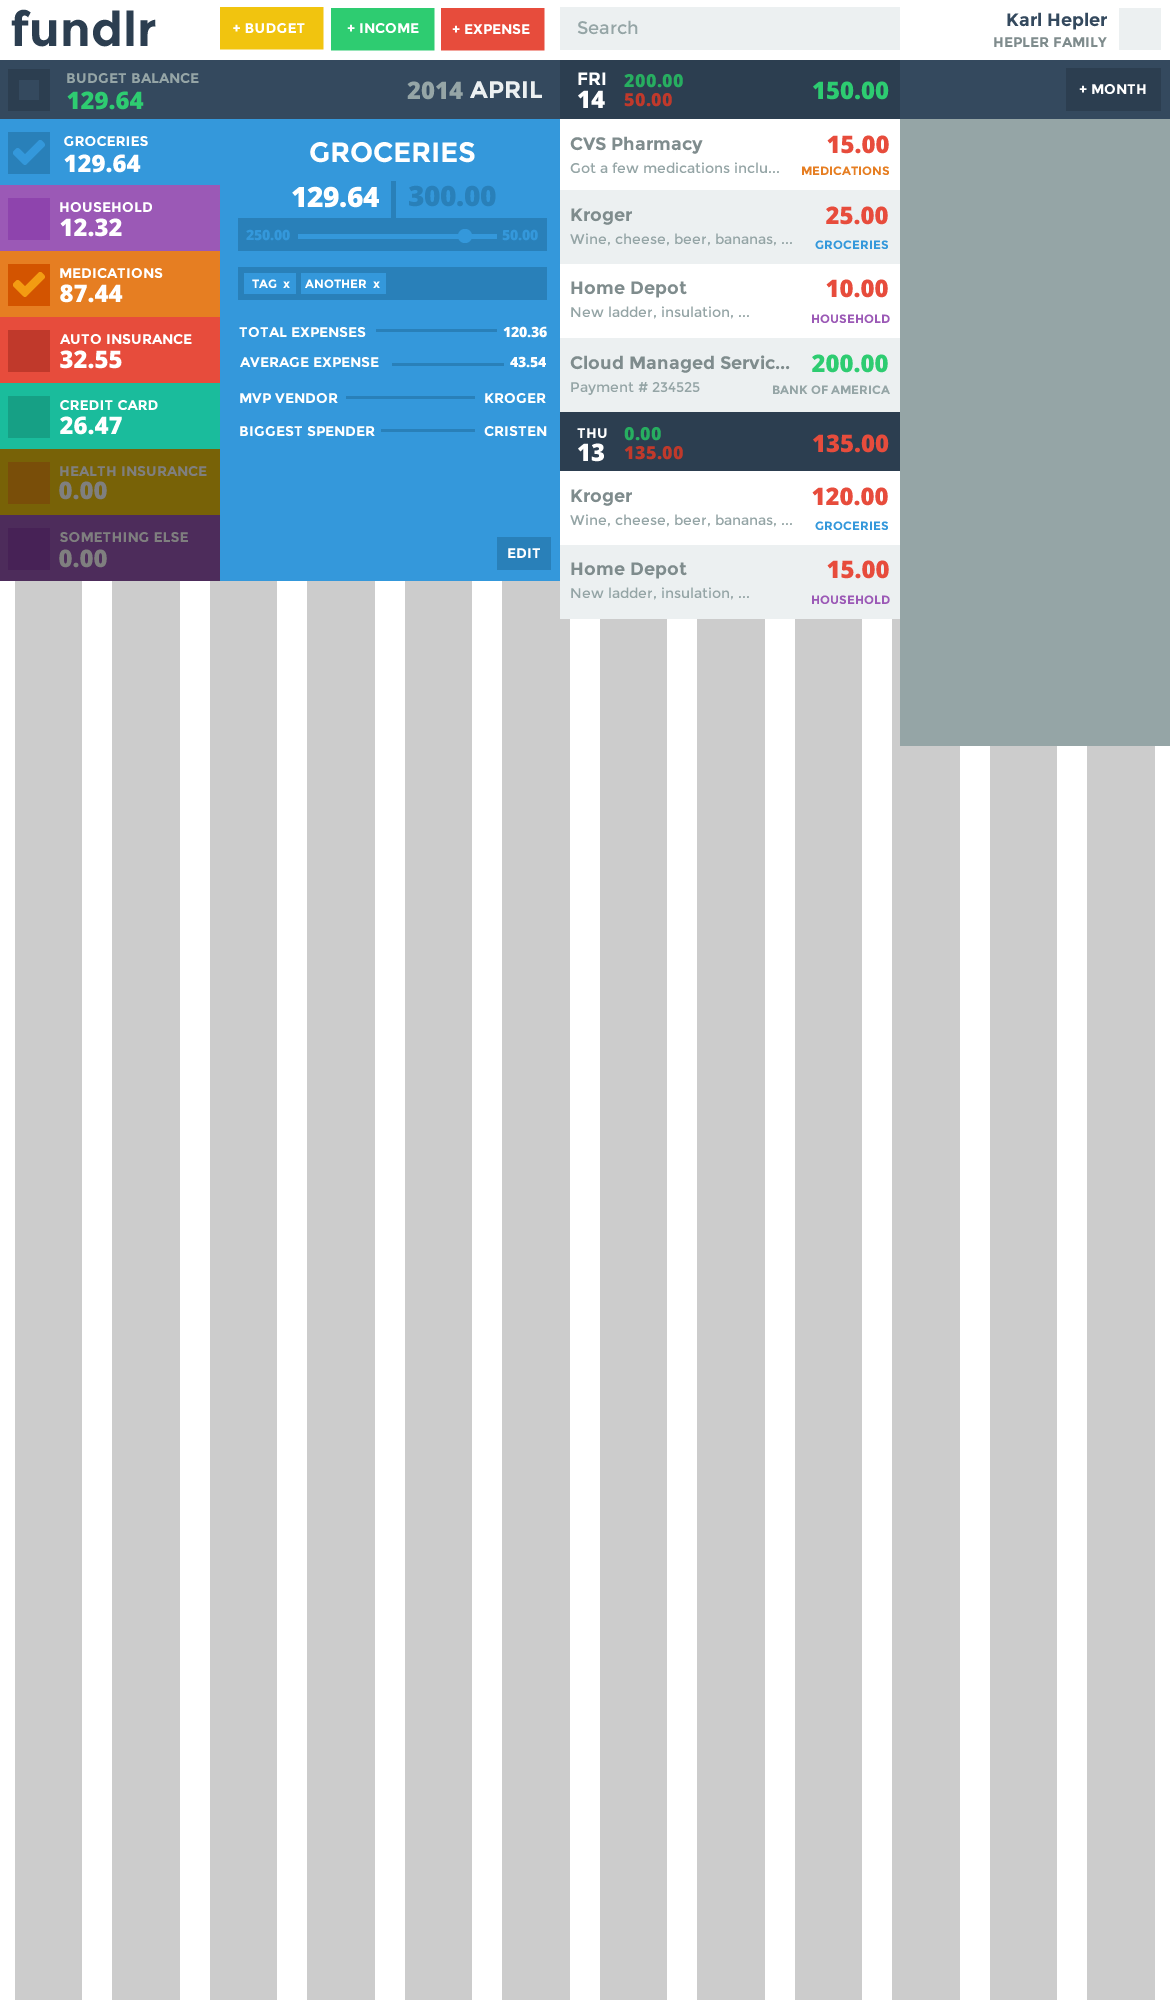 fundlr
+ BUDGET
+ INCOME
+ EXPENSE
Search
Karl Hepler
HEPLER FAMILY
BUDGET BALANCE
129.64
2014 APRIL
GROCERIES
129.64
HOUSEHOLD
12.32
MEDICATIONS
87.44
AUTO INSURANCE
32.55
CREDIT CARD
26.47
HEALTH INSURANCE
0.00
SOMETHING ELSE
0.00
GROCERIES
129.64 300.00
250.00 50.00
TAG x ANOTHER x
TOTAL EXPENSES 120.36
AVERAGE EXPENSE 43.54
MVP VENDOR KROGER
BIGGEST SPENDER CRISTEN
EDIT
FRI 200.00
14 50.00
150.00
CVS Pharmacy 15.00
Got a few medications inclu... MEDICATIONS
Kroger 25.00
Wine, cheese, beer, bananas, ... GROCERIES
Home Depot 10.00
New ladder, insulation, ... HOUSEHOLD
Cloud Managed Servic... 200.00
Payment # 234525 BANK OF AMERICA
THU 0.00
13 135.00
135.00
Kroger 120.00
Wine, cheese, beer, bananas, ... GROCERIES
Home Depot 15.00
New ladder, insulation, ... HOUSEHOLD
+ MONTH